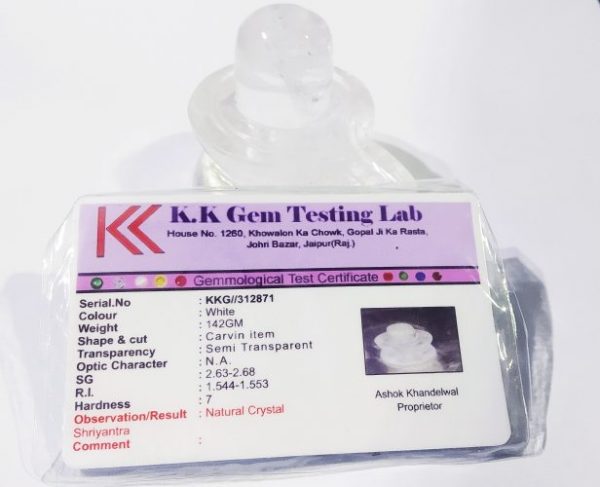 KK
K.K Gem Testing Lab
House No. 1260, Khowalon Ka Chowk, Gopal Ji Ka Rasta,
Johri Bazar, Jaipur(Raj.)
Gemmological Test Certificate
Serial.No : KKG//312871
Colour : White
Weight : 142GM
Shape & cut : Carvin item
Transparency : Semi Transparent
Optic Character : N.A.
SG : 2.63-2.68
R.I. : 1.544-1.553
Hardness : 7
Observation/Result : Natural Crystal
Shriyantra
Comment :
Ashok Khandelwal
Proprietor